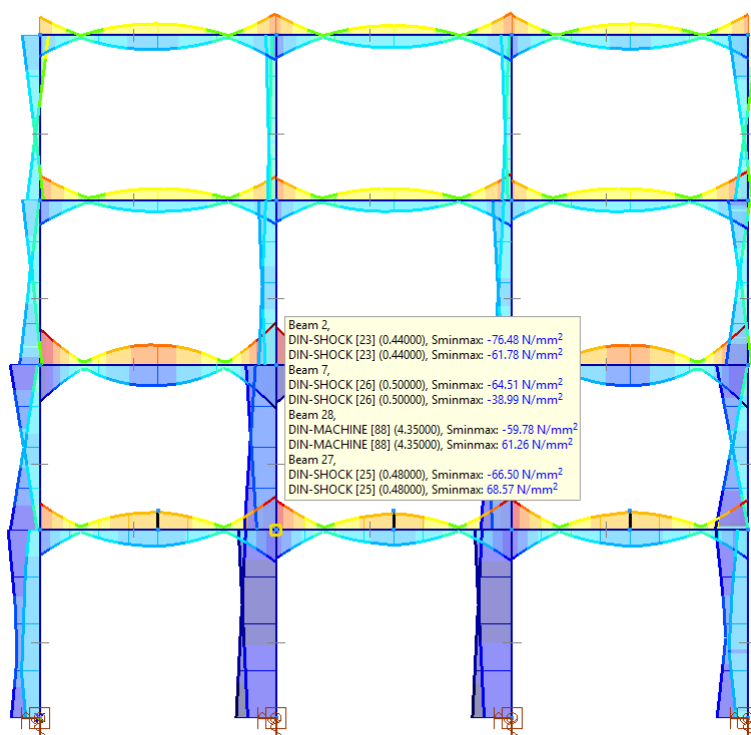 Beam 2,
DIN-SHOCK [23] (0.44000), Sminmax: -76.48 N/mm²
DIN-SHOCK [23] (0.44000), Sminmax: -61.78 N/mm²
Beam 7,
DIN-SHOCK [26] (0.50000), Sminmax: -64.51 N/mm²
DIN-SHOCK [26] (0.50000), Sminmax: -38.99 N/mm²
Beam 28,
DIN-MACHINE [88] (4.35000), Sminmax: -59.78 N/mm²
DIN-MACHINE [88] (4.35000), Sminmax: 61.26 N/mm²
Beam 27,
DIN-SHOCK [25] (0.48000), Sminmax: -66.50 N/mm²
DIN-SHOCK [25] (0.48000), Sminmax: 68.57 N/mm²